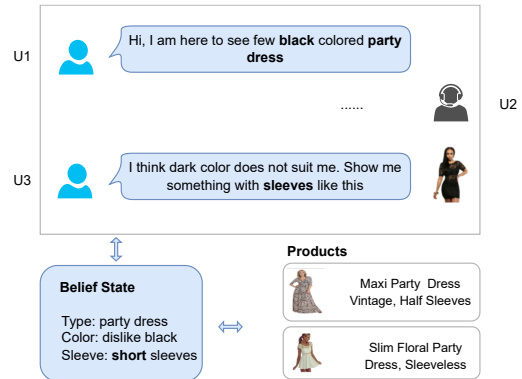 Hi, I am here to see few black colored party
dress
U1
......
U2
I think dark color does not suit me. Show me
something with sleeves like this
U3
Belief State
Type: party dress
Color: dislike black
Sleeve: short sleeves
Products
Maxi Party Dress
Vintage, Half Sleeves
Slim Floral Party
Dress, Sleeveless